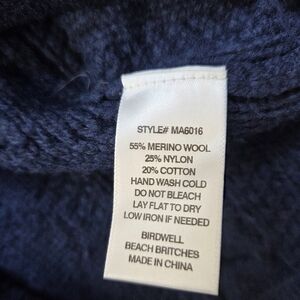 STYLE# MA6016
55% MERINO WOOL
25% NYLON
20% COTTON
HAND WASH COLD
DO NOT BLEACH
LAY FLAT TO DRY
LOW IRON IF NEEDED
BIRDWELL
BEACH BRITCHES
MADE IN CHINA